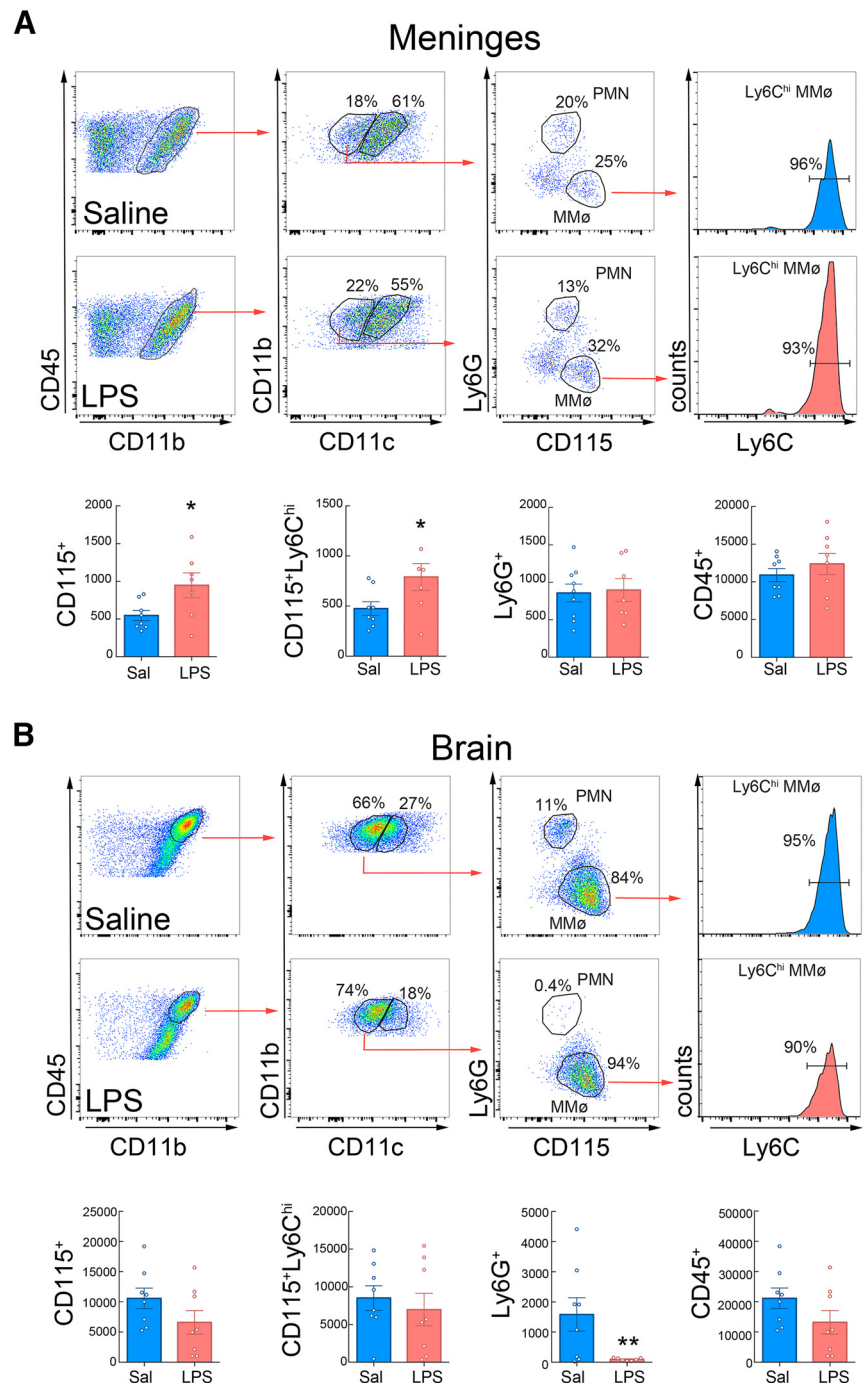 A
Meninges
18% 61%
20% PMN
25%
MMø
Ly6Chi MMø
96%
Saline
22% 55%
13% PMN
32%
MMø
Ly6Chi MMø
93%
LPS
CD45
CD11b
CD11b
CD11c
Ly6G
CD115
counts
Ly6C
CD115+
2000
1500
1000
500
0
*
Sal LPS
CD115+Ly6Chi
1500
1000
500
0
*
Sal LPS
Ly6G+
2000
1500
1000
500
0
Sal LPS
CD45+
20000
15000
10000
5000
0
Sal LPS
B
Brain
66% 27%
11% PMN
84%
MMø
Ly6Chi MMø
95%
Saline
74% 18%
0.4% PMN
94%
MMø
Ly6Chi MMø
90%
LPS
CD45
CD11b
CD11b
CD11c
Ly6G
CD115
counts
Ly6C
CD115+
25000
20000
15000
10000
5000
0
Sal LPS
CD115+Ly6Chi
20000
15000
10000
5000
0
Sal LPS
Ly6G+
5000
4000
3000
2000
1000
0
**
Sal LPS
CD45+
50000
40000
30000
20000
10000
0
Sal LPS